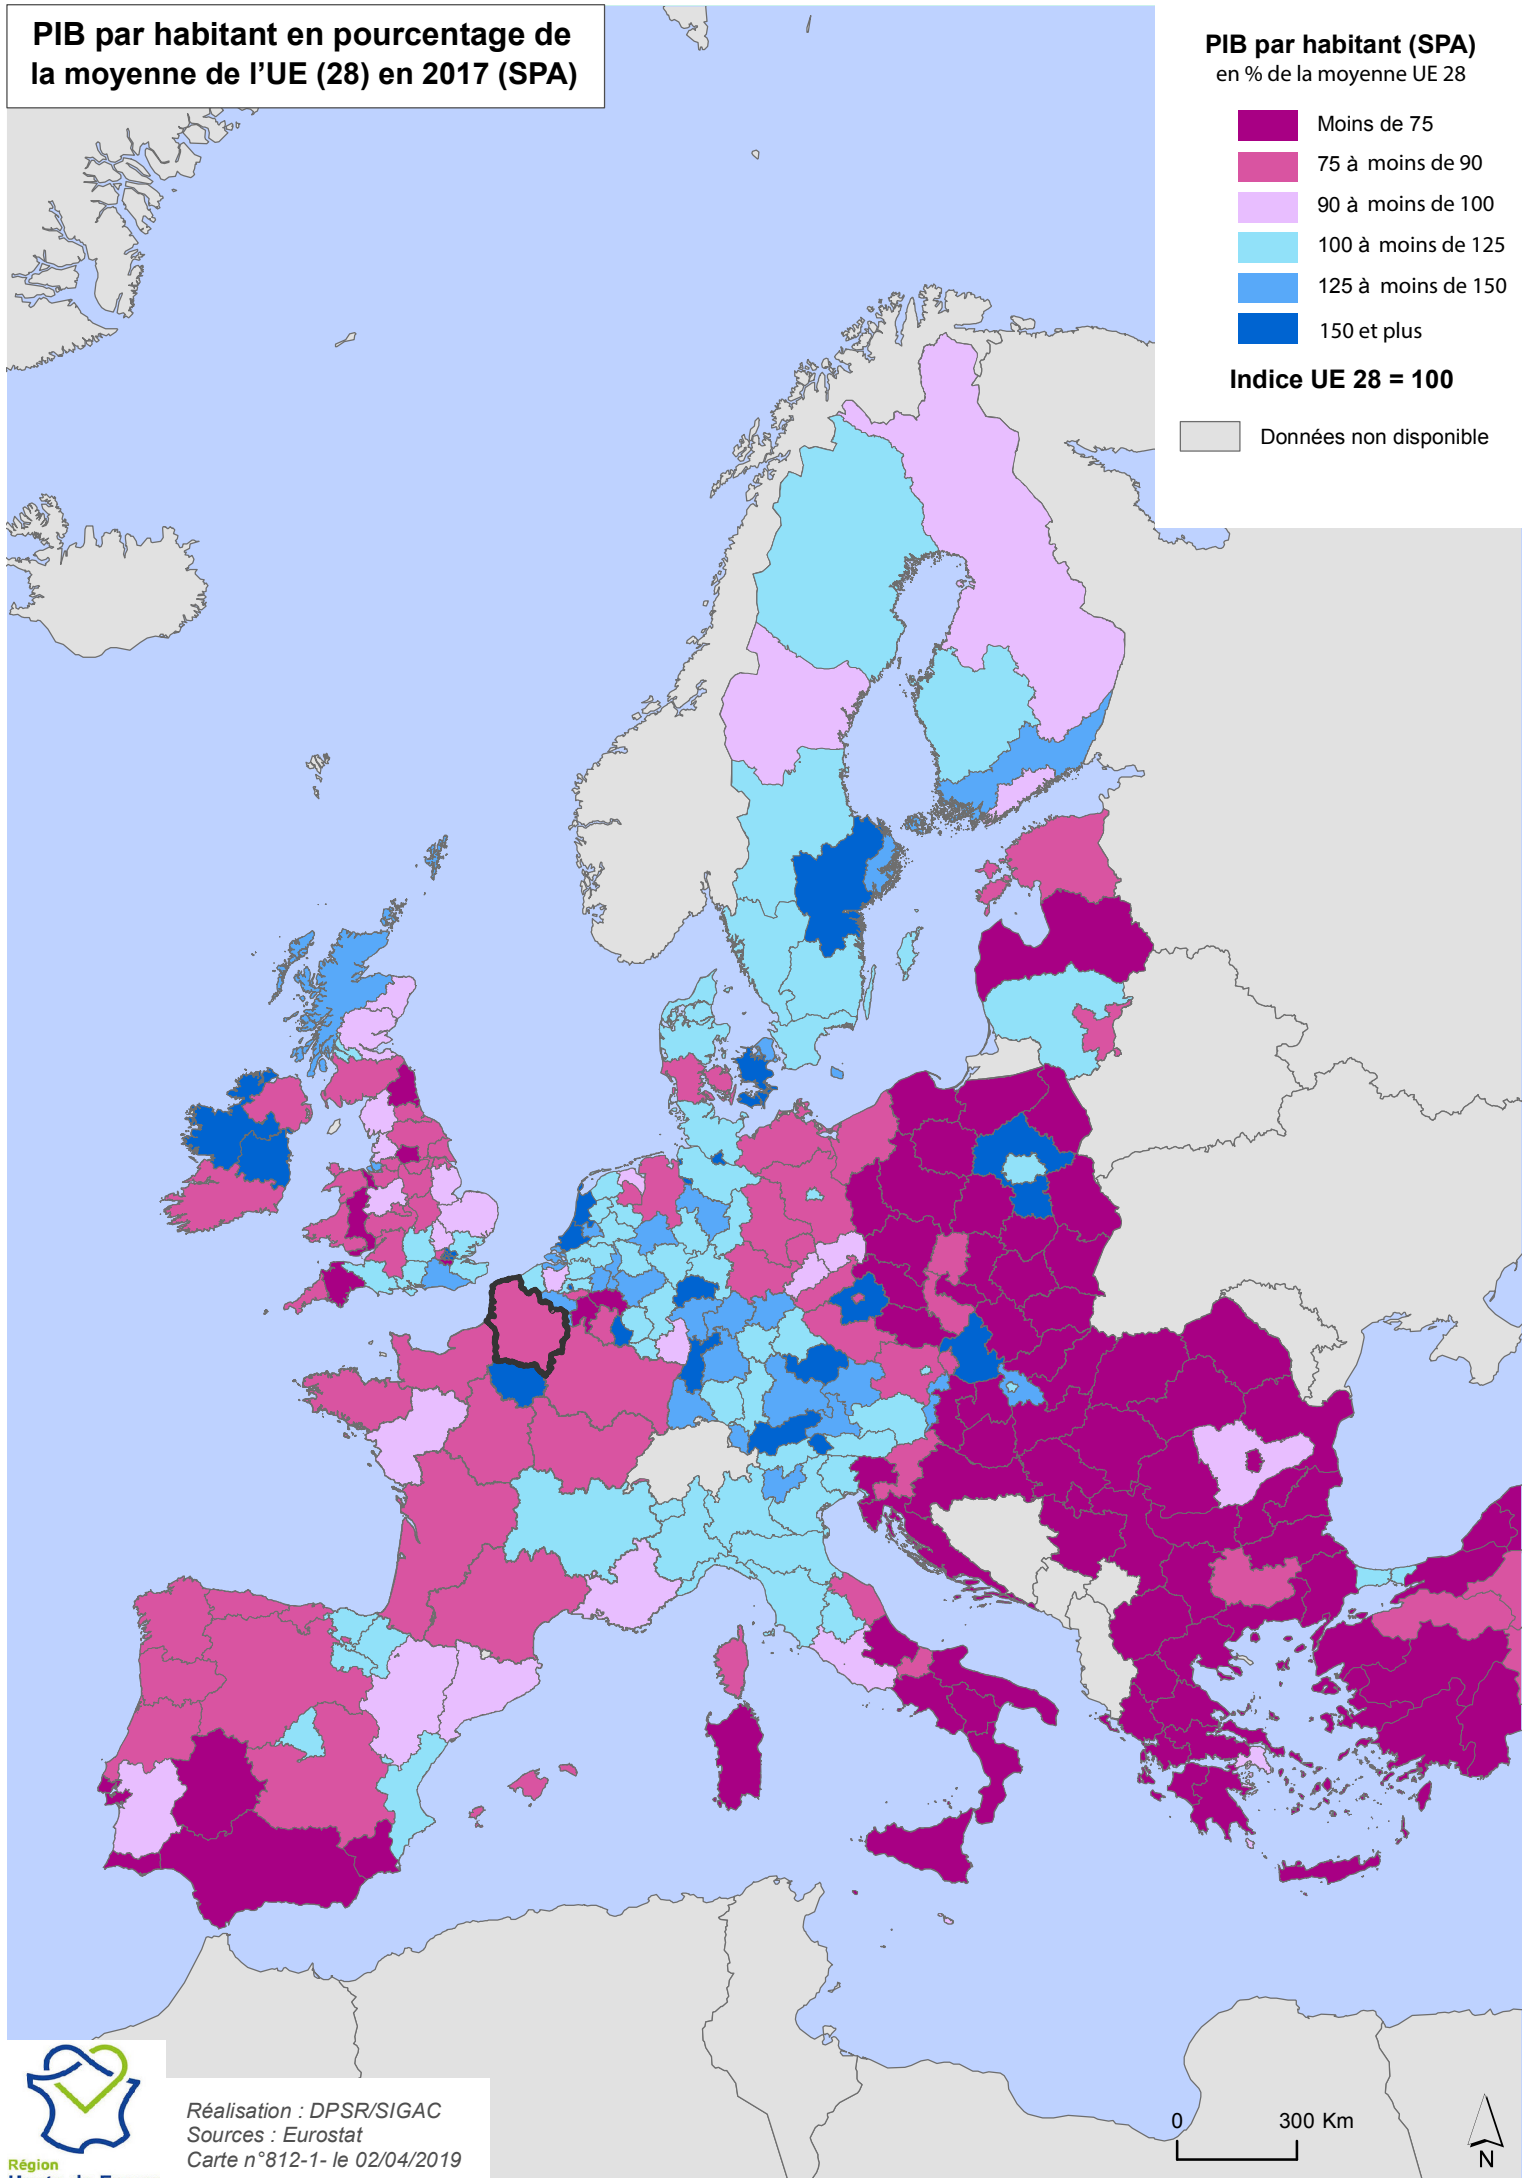 PIB par habitant en pourcentage de
la moyenne de l’UE (28) en 2017 (SPA)
PIB par habitant (SPA)
en % de la moyenne UE 28
Moins de 75
75 à moins de 90
90 à moins de 100
100 à moins de 125
125 à moins de 150
150 et plus
Indice UE 28 = 100
Données non disponible
0 300 Km
N
Réalisation : DPSR/SIGAC
Sources : Eurostat
Carte n°812-1- le 02/04/2019
Région